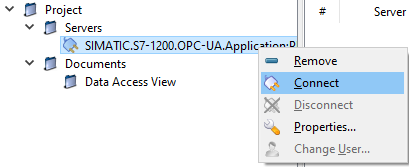 Project
Servers
SIMATIC.S7-1200.OPC-UA.Application:P
Documents
Data Access View
#
Server
Remove
Connect
Disconnect
Properties...
Change User...